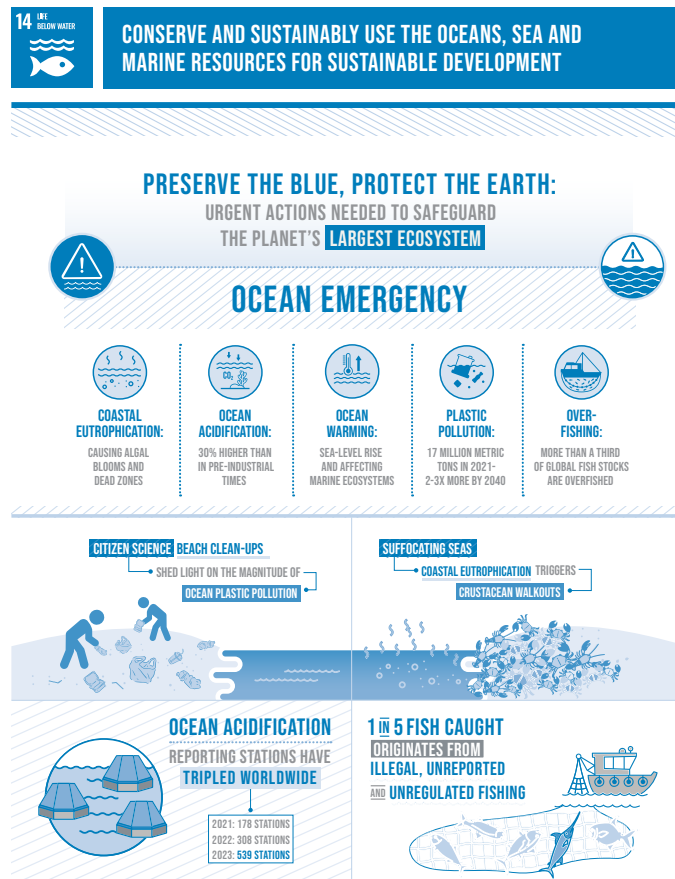 14 LIFE
BELOW WATER
CONSERVE AND SUSTAINABLY USE THE OCEANS, SEA AND
MARINE RESOURCES FOR SUSTAINABLE DEVELOPMENT
PRESERVE THE BLUE, PROTECT THE EARTH:
URGENT ACTIONS NEEDED TO SAFEGUARD
THE PLANET'S LARGEST ECOSYSTEM
OCEAN EMERGENCY
COASTAL
EUTROPHICATION:
CAUSING ALGAL
BLOOMS AND
DEAD ZONES
CO₂
OCEAN
ACIDIFICATION:
30% HIGHER THAN
IN PRE-INDUSTRIAL
TIMES
OCEAN
WARMING:
SEA-LEVEL RISE
AND AFFECTING
MARINE ECOSYSTEMS
PLASTIC
POLLUTION:
17 MILLION METRIC
TONS IN 2021-
2-3X MORE BY 2040
OVER-
FISHING:
MORE THAN A THIRD
OF GLOBAL FISH STOCKS
ARE OVERFISHED
CITIZEN SCIENCE BEACH CLEAN-UPS
SHED LIGHT ON THE MAGNITUDE OF
OCEAN PLASTIC POLLUTION
SUFFOCATING SEAS
COASTAL EUTROPHICATION TRIGGERS
CRUSTACEAN WALKOUTS
OCEAN ACIDIFICATION
REPORTING STATIONS HAVE
TRIPLED WORLDWIDE
2021: 178 STATIONS
2022: 308 STATIONS
2023: 539 STATIONS
1 IN 5 FISH CAUGHT
ORIGINATES FROM
ILLEGAL, UNREPORTED
AND UNREGULATED FISHING